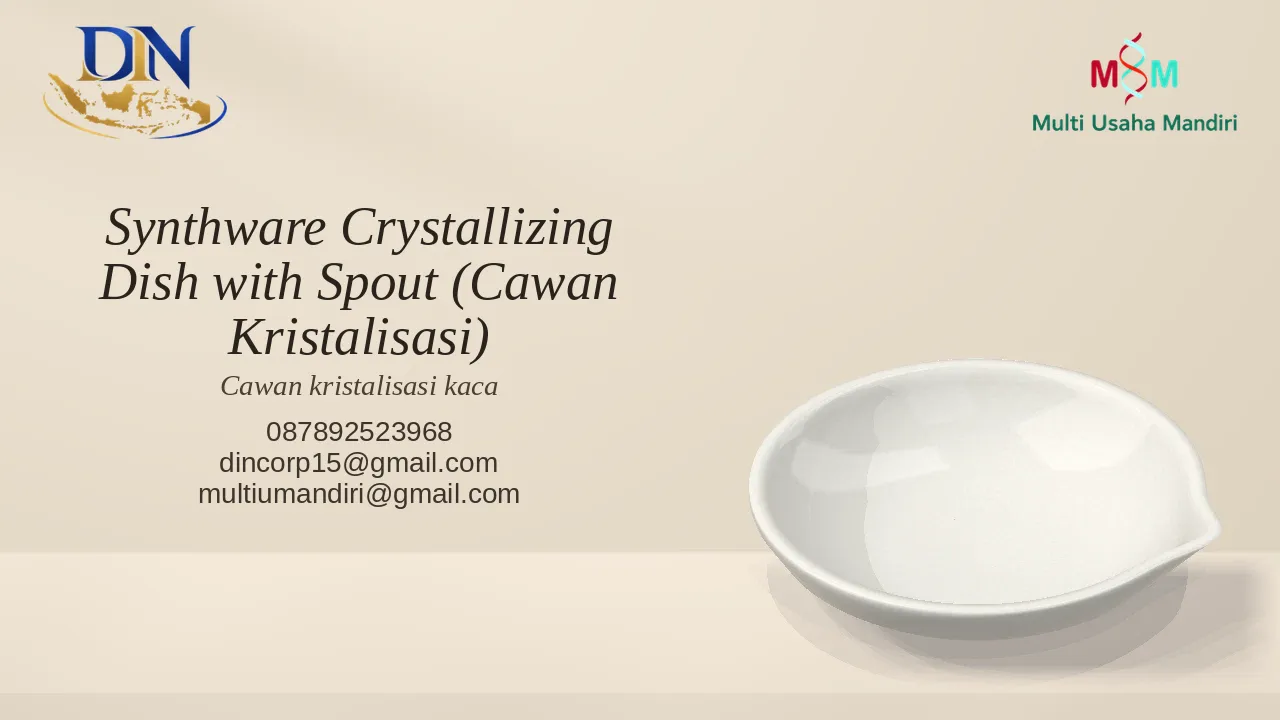 DIN
MSM
Multi Usaha Mandiri
Synthware Crystallizing
Dish with Spout (Cawan
Kristalisasi)
Cawan kristalisasi kaca
087892523968
dincorp15@gmail.com
multiumandiri@gmail.com